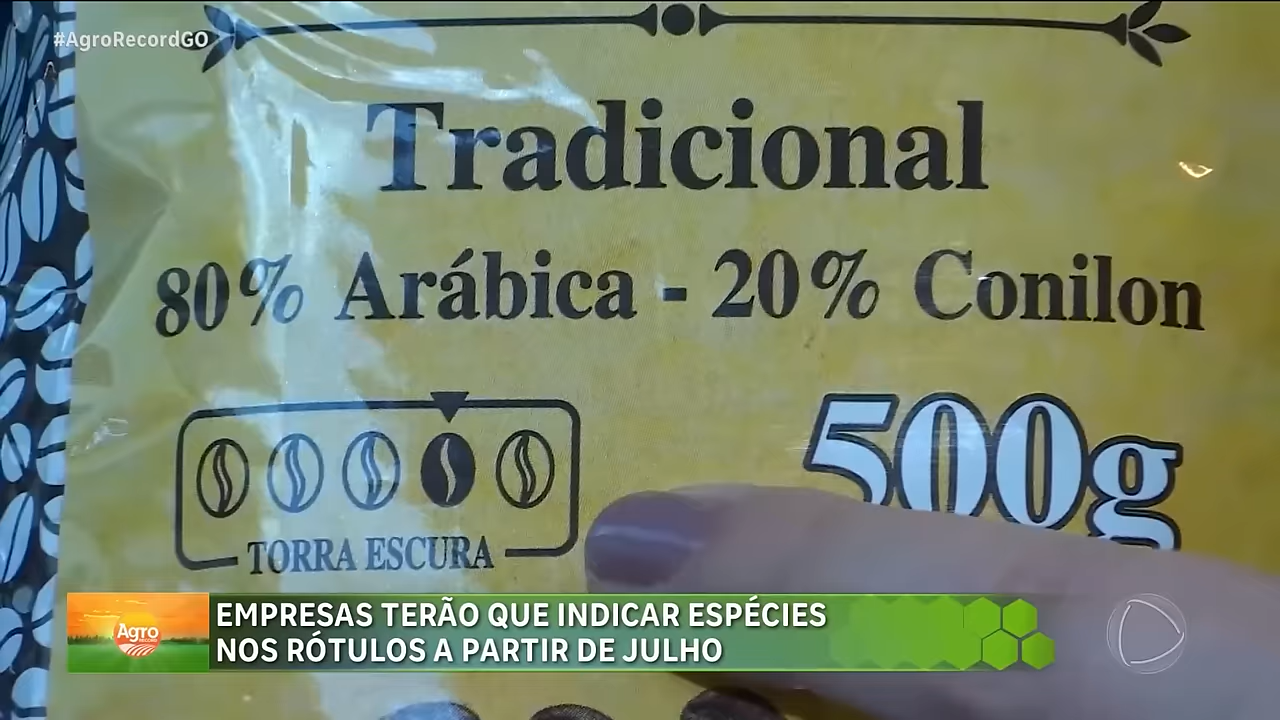 #AgroRecordGO
Tradicional
80% Arábica - 20% Conilon
500g
TORRA ESCURA
Agro
RECORD
EMPRESAS TERÃO QUE INDICAR ESPÉCIES
NOS RÓTULOS A PARTIR DE JULHO